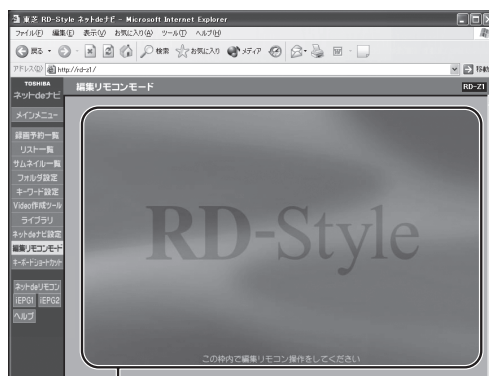 東芝 RD-Style ネットdeナビ - Microsoft Internet Explorer
ファイル(F) 編集(E) 表示(V) お気に入り(A) ツール(T) ヘルプ(H)
戻る 検索 お気に入り メディア
アドレス(D) http://rd-z1/ 移動
TOSHIBA
ネットdeナビ
編集リモコンモード
RD-Z1
メインメニュー
録画予約一覧
リスト一覧
サムネイル一覧
フォルダ設定
キーワード設定
Video作成ツール
ライブラリ
ネットdeナビ設定
編集リモコンモード
キーボードショートカット
ネットdeリモコン
iEPG1 iEPG2
ヘルプ
RD-Style
この枠内で編集リモコン操作をしてください